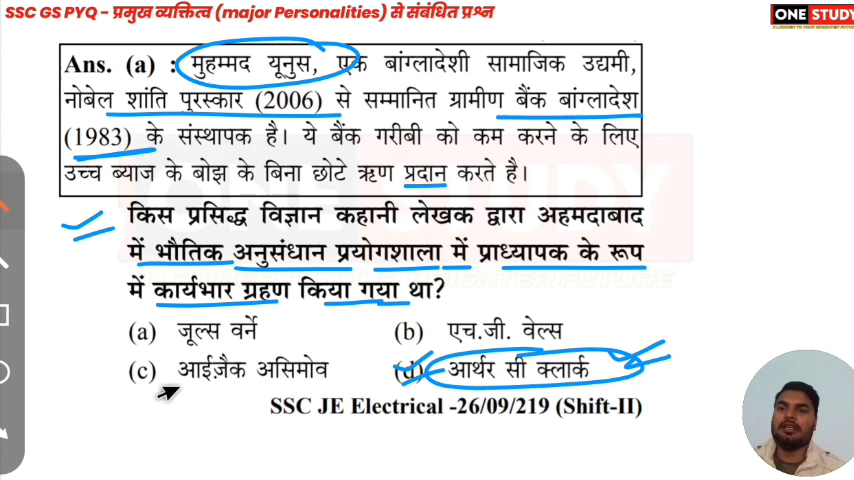 SSC GS PYQ - प्रमुख व्यक्तित्व (major Personalities) से संबंधित प्रश्न
ONE STUDY
Ans. (a) : मुहम्मद यूनुस, एक बांग्लादेशी सामाजिक उद्यमी,
नोबेल शांति पुरस्कार (2006) से सम्मानित ग्रामीण बैंक बांग्लादेश
(1983) के संस्थापक है। ये बैंक गरीबी को कम करने के लिए
उच्च ब्याज के बोझ के बिना छोटे ऋण प्रदान करते है।
किस प्रसिद्ध विज्ञान कहानी लेखक द्वारा अहमदाबाद
में भौतिक अनुसंधान प्रयोगशाला में प्राध्यापक के रूप
में कार्यभार ग्रहण किया गया था?
(a) जूल्स वर्ने (b) एच.जी. वेल्स
(c) आईज़ैक असिमोव (d) आर्थर सी क्लार्क
SSC JE Electrical -26/09/219 (Shift-II)